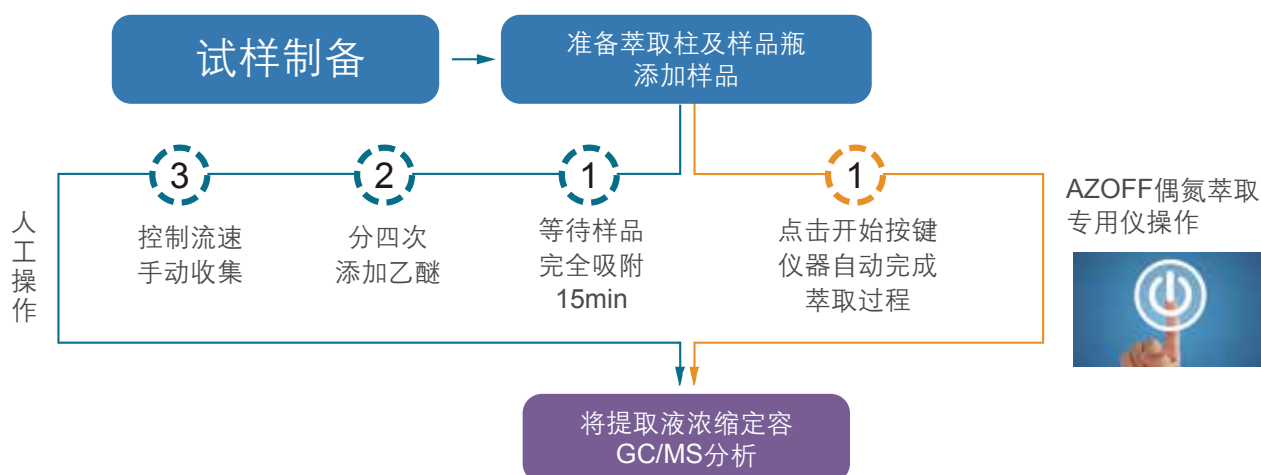 试样制备
准备萃取柱及样品瓶
添加样品
3
2
1
1
人工操作
控制流速
手动收集
分四次
添加乙醚
等待样品
完全吸附
15min
点击开始按键
仪器自动完成
萃取过程
AZOFF偶氮萃取
专用仪操作
将提取液浓缩定容
GC/MS分析